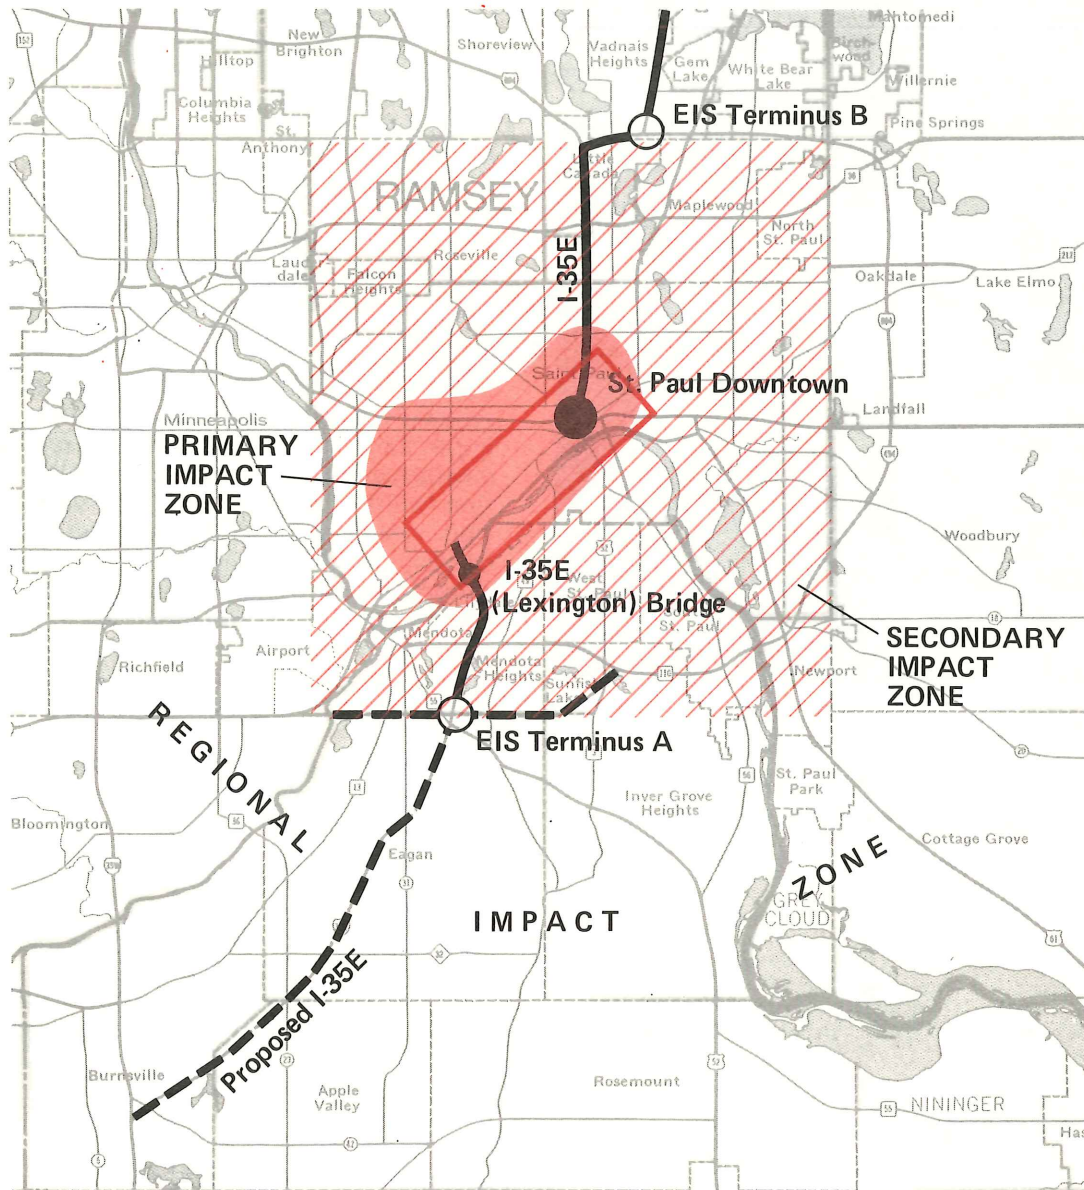 Mantomedi
New
Brighton
Shoreview
Vadnais
Heights
Gem
Lake
White Bear
Lake
Birch-
wood
Willernie
Hilltop
Columbia
Heights
St.
Anthony
EIS Terminus B
Pine Springs
Little
Canada
RAMSEY
Maplewood
North
St. Paul
Roseville
I-35E
Lauderdale
Falcon
Heights
Oakdale
Lake Elmo
Saint Paul
St. Paul Downtown
Minneapolis
Landfall
PRIMARY
IMPACT
ZONE
Woodbury
I-35E
(Lexington) Bridge
West
St. Paul
South
St. Paul
Mendota
Mendota
Heights
Sunfish
Lake
SECONDARY
IMPACT
ZONE
Newport
Airport
Richfield
EIS Terminus A
REGIONAL
St. Paul
Park
Inver Grove
Heights
Bloomington
Cottage Grove
Eagan
ZONE
GREY
CLOUD
IMPACT
Proposed I-35E
Burnsville
Apple
Valley
Rosemount
NININGER
Has